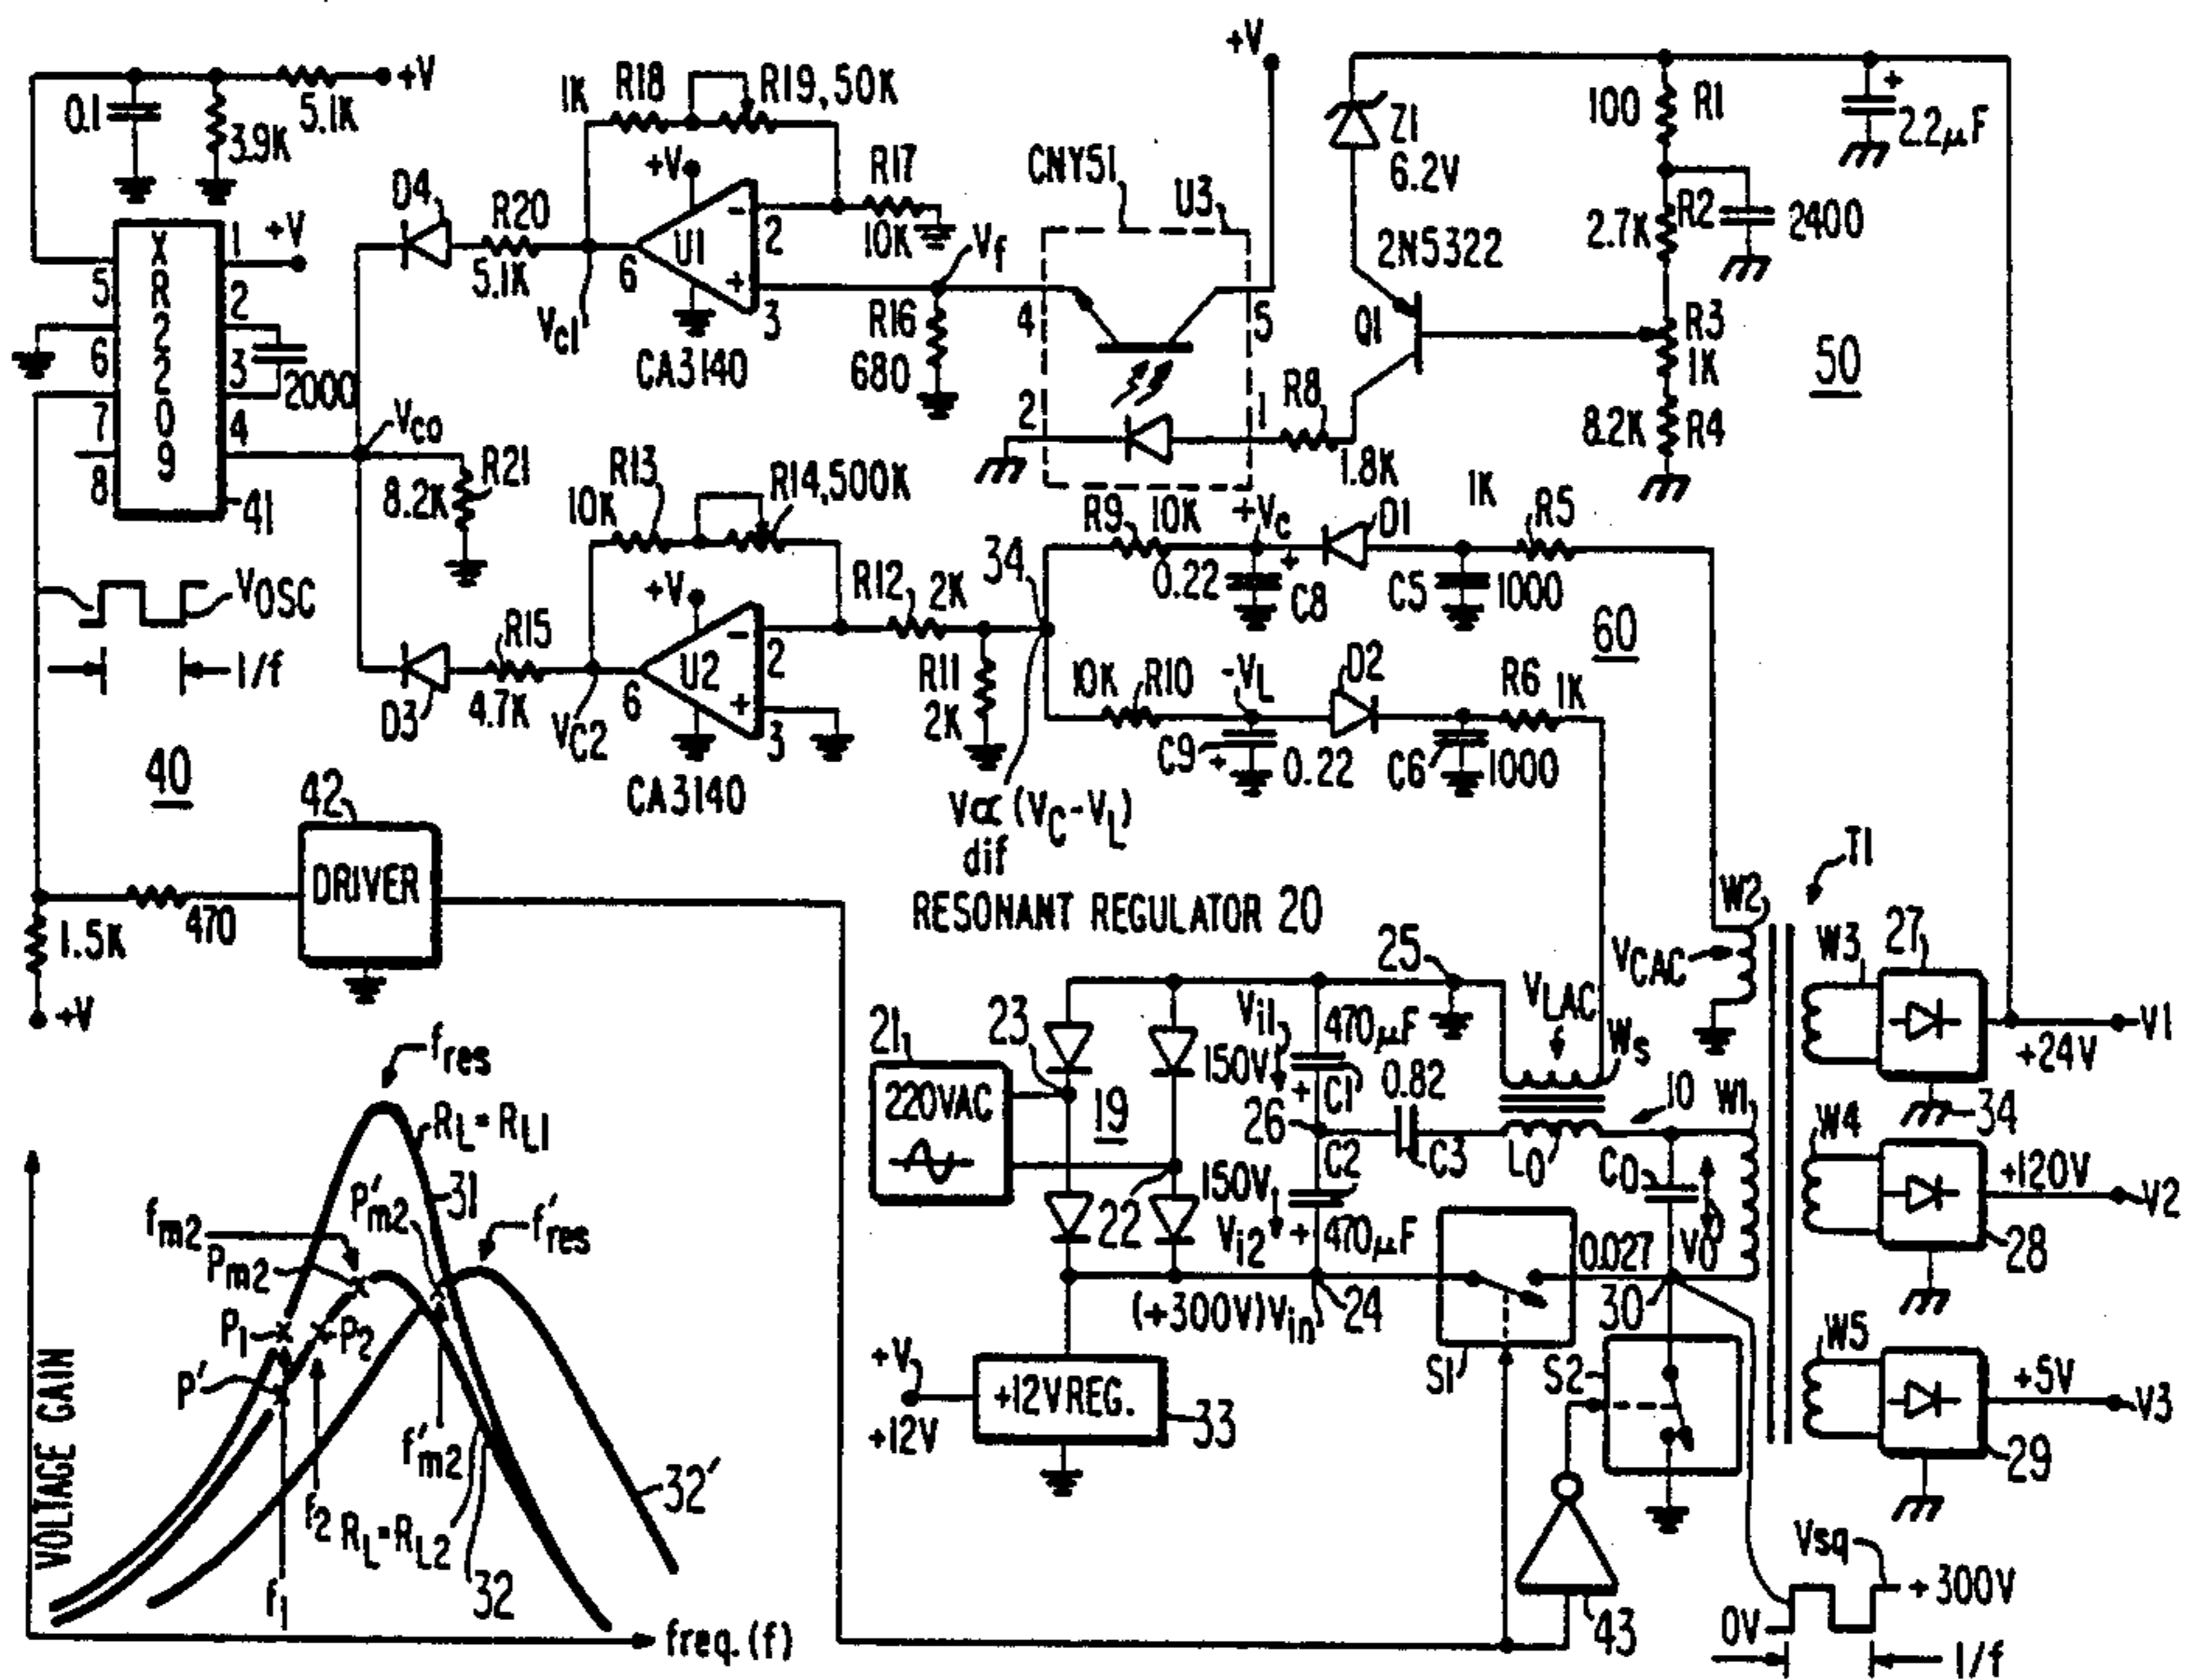 +V
0.1
3.9K
5.1K
+V
XR2209
1
2
3
4
5
6
7
8
+V
2000
41
D4
R20
5.1K
1K
R18
R19, 50K
+V
U1
-
+
2
3
6
CA3140
Vc1
R17
10K
Vf
R16
680
CNY51
U3
4
5
2
1
+V
Z1
6.2V
2N5322
Q1
R8
1.8K
100
R1
2.7K
R2
2400
R3
1K
8.2K
R4
+
2.2µF
50
Vco
8.2K
R21
R13
10K
R14,500K
+V
U2
-
+
2
3
6
CA3140
VC2
R15
4.7K
D3
R12
2K
R11
2K
34
R9
10K
+Vc
D1
1K
R5
0.22
+
C8
C5
1000
60
10K
R10
-VL
D2
R6
1K
C9
+
0.22
C6
1000
V∝(VC-VL)
dif
VOSC
1/f
40
42
DRIVER
470
1.5K
+V
RESONANT REGULATOR 20
25
23
21
220VAC
19
22
Vi1
150V
470µF
+
C1
26
0.82
C3
C2
150V
Vi2
+
470µF
(+300V)Vin
24
VLAC
Ws
LO
10
CO
0.027
VO
30
W1
W2
VCAC
T1
W3
27
+24V
V1
34
W4
+120V
V2
28
W5
+5V
V3
29
S1
S2
+V
+12V
+12V REG.
33
43
Vsq
+300V
0V
1/f
fres
RL=RL1
31
P'm2
f'res
fm2
Pm2
P1
P2
P'
f'm2
f2
RL=RL2
f1
32
32'
VOLTAGE GAIN
freq.(f)